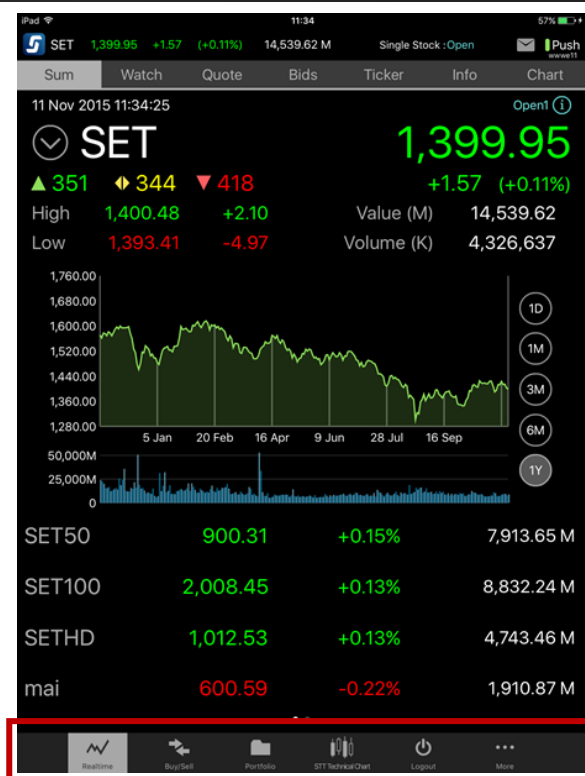 iPad 11:34 57%
SET 1,399.95 +1.57 (+0.11%) 14,539.62 M Single Stock :Open Push
wwwe11
Sum Watch Quote Bids Ticker Info Chart
11 Nov 2015 11:34:25 Open1 i
SET 1,399.95
▲ 351 344 ▼ 418 +1.57 (+0.11%)
High 1,400.48 +2.10 Value (M) 14,539.62
Low 1,393.41 -4.97 Volume (K) 4,326,637
1,760.00
1,680.00
1,600.00
1,520.00
1,440.00
1,360.00
1,280.00
1D
1M
3M
6M
1Y
5 Jan 20 Feb 16 Apr 9 Jun 28 Jul 16 Sep
50,000M
25,000M
0
SET50 900.31 +0.15% 7,913.65 M
SET100 2,008.45 +0.13% 8,832.24 M
SETHD 1,012.53 +0.13% 4,743.46 M
mai 600.59 -0.22% 1,910.87 M
Realtime Buy/Sell Portfolio STT Technical Chart Logout More